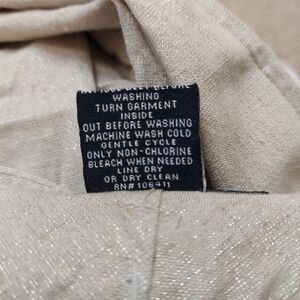 BEFORE
WASHING
TURN GARMENT
INSIDE
OUT BEFORE WASHING
MACHINE WASH COLD
GENTLE CYCLE
ONLY NON-CHLORINE
BLEACH WHEN NEEDED
LINE DRY
OR DRY CLEAN
RN#106411